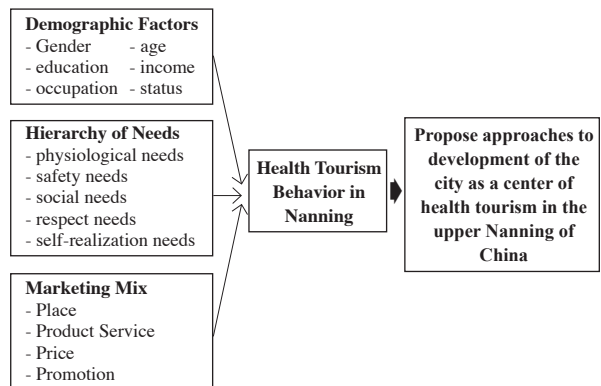 Demographic Factors
- Gender - age
- education - income
- occupation - status
Hierarchy of Needs
- physiological needs
- safety needs
- social needs
- respect needs
- self-realization needs
Marketing Mix
- Place
- Product Service
- Price
- Promotion
Health Tourism
Behavior in
Nanning
Propose approaches to
development of the
city as a center of
health tourism in the
upper Nanning of
China